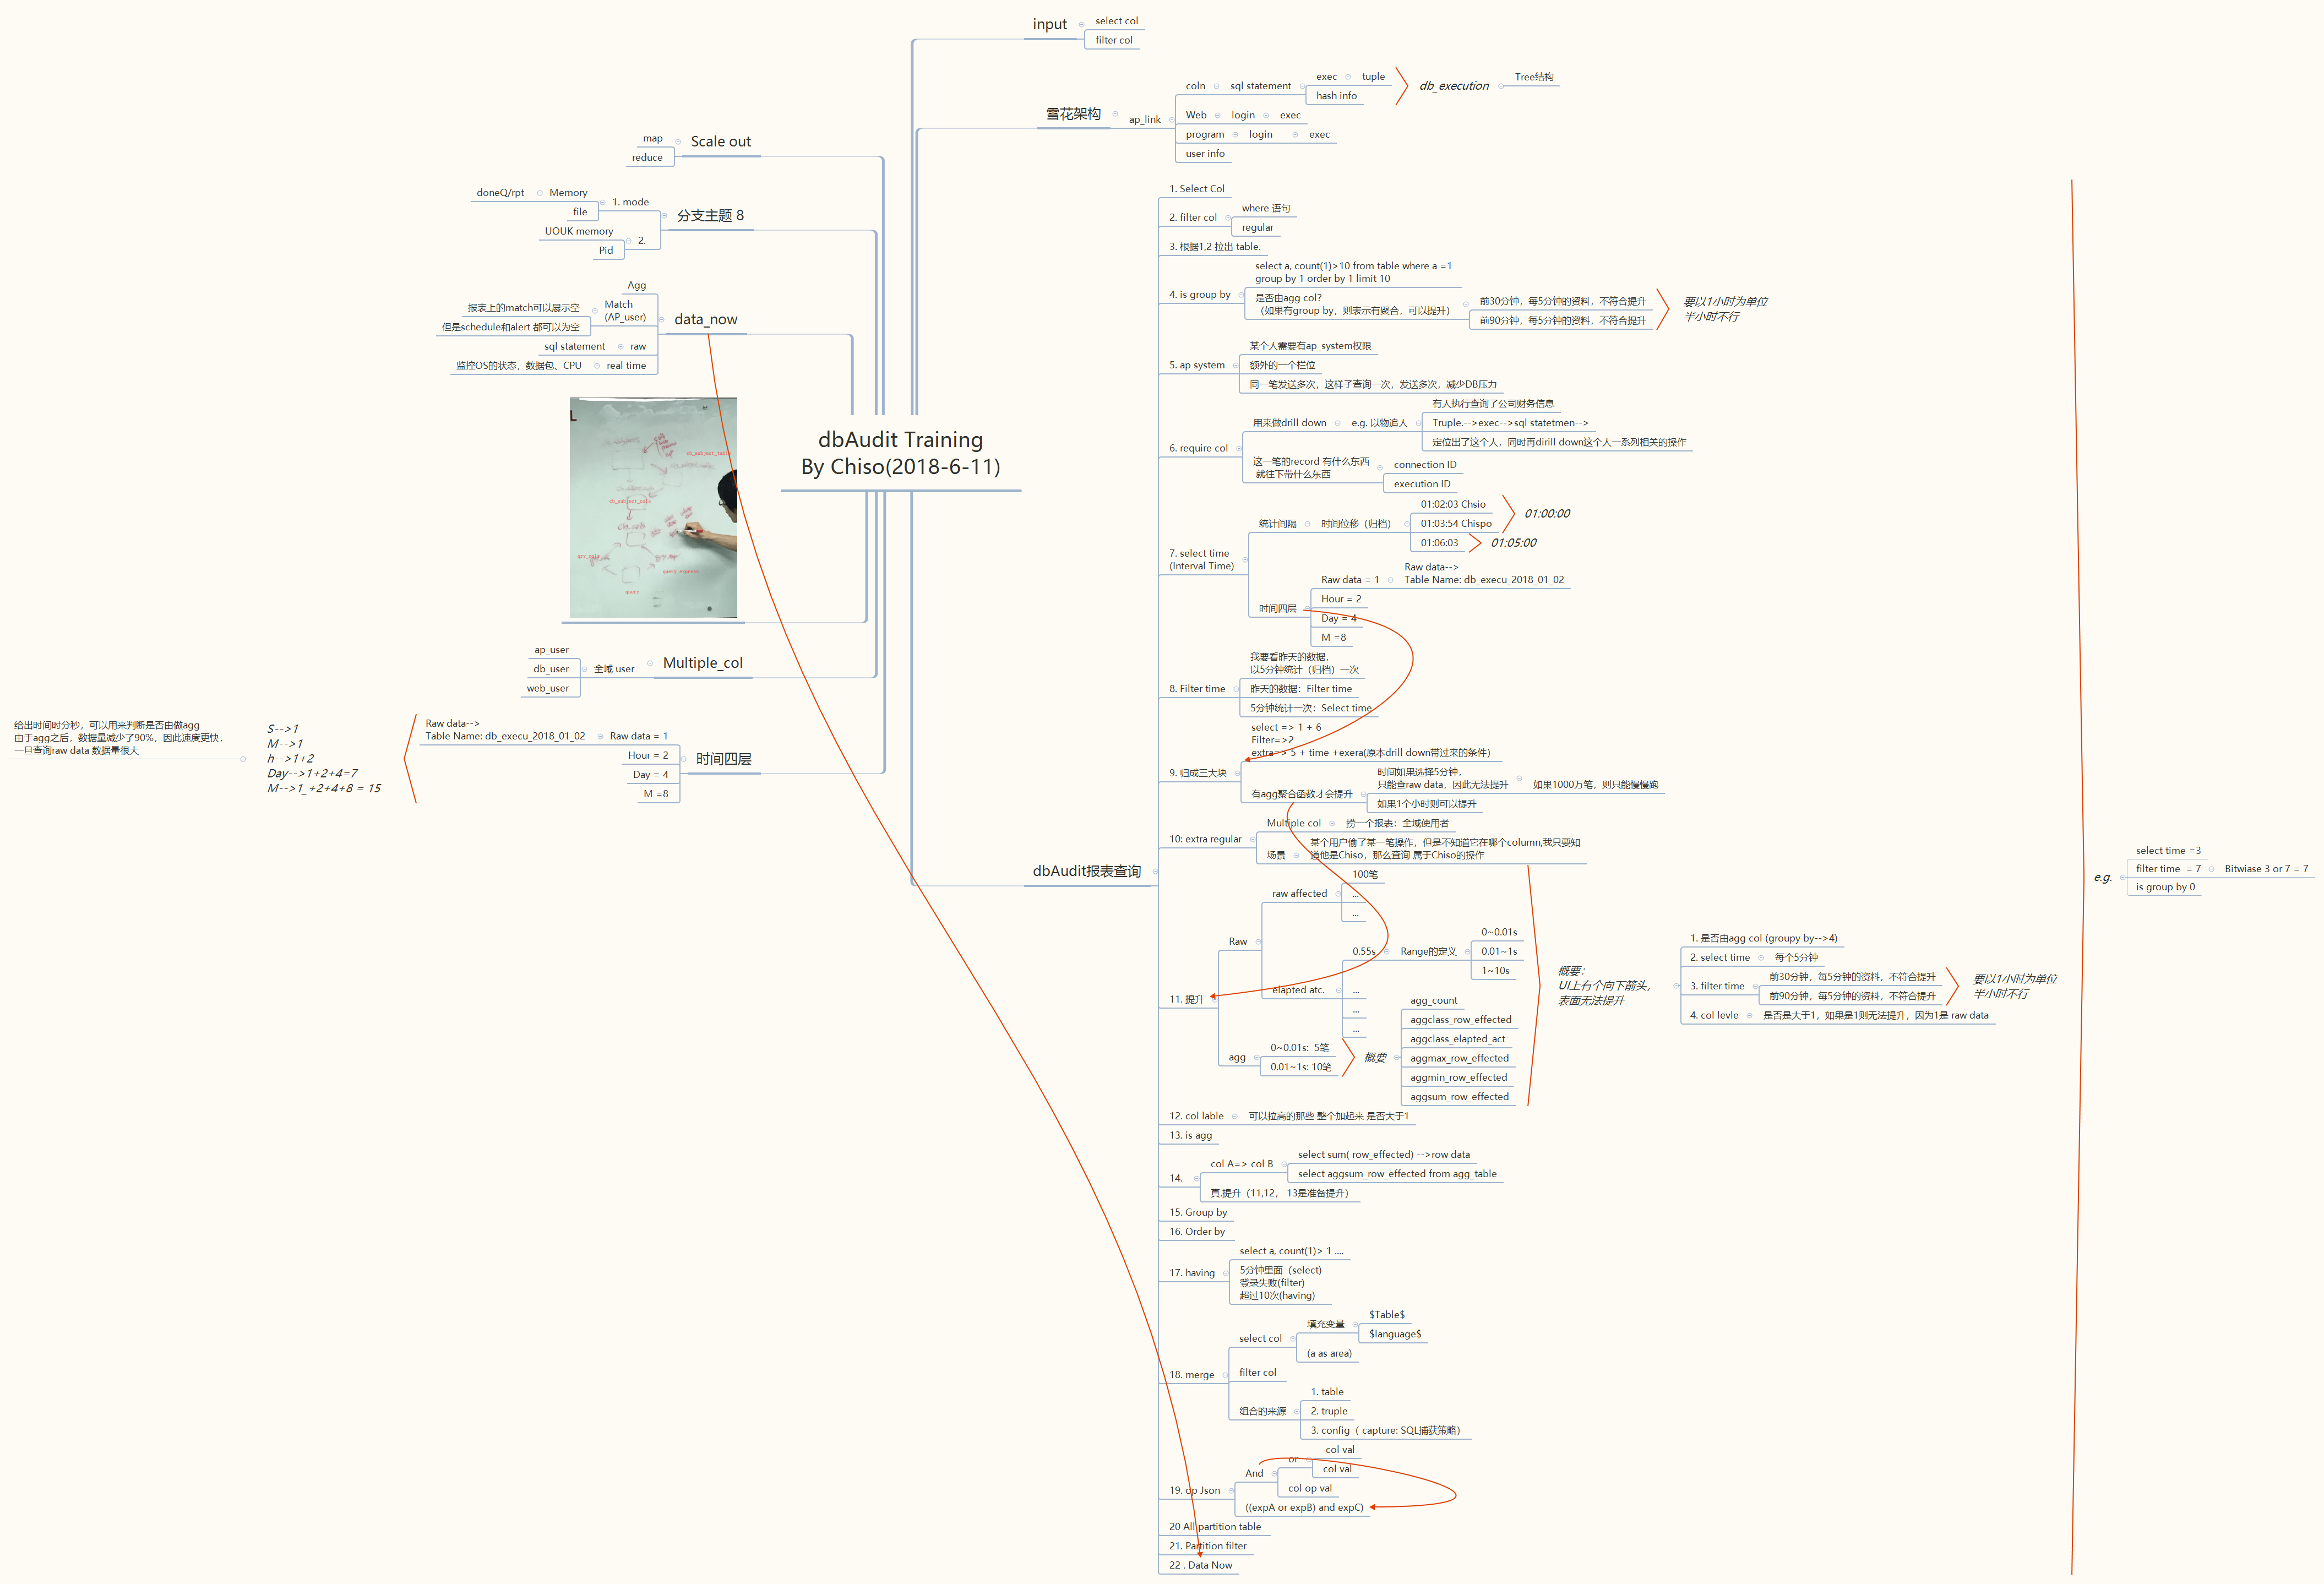 dbAudit Training
By Chiso(2018-6-11)
input
select col
filter col
雪花架构
ap_link
coln
sql statement
exec
tuple
hash info
db_execution
Tree结构
Web
login
exec
program
login
exec
user info
dbAudit报表查询
1. Select Col
2. filter col
where 语句
regular
3. 根据1,2 拉出 table.
4. is group by
select a, count(1)>10 from table where a =1
group by 1 order by 1 limit 10
是否由agg col?
(如果有group by，则表示有聚合，可以提升)
前30分钟，每5分钟的资料，不符合提升
前90分钟，每5分钟的资料，不符合提升
要以1小时为单位
半小时不行
5. ap system
某个人需要有ap_system权限
额外的一个栏位
同一笔发送多次，这样子查询一次，发送多次，减少DB压力
6. require col
用来做drill down
e.g. 以物追人
有人执行查询了公司财务信息
Truple.-->exec-->sql statetmen-->
定位出了这个人，同时再dirill down这个人一系列相关的操作
这一笔的record 有什么东西
就往下带什么东西
connection ID
execution ID
7. select time
(Interval Time)
统计间隔
时间位移（归档）
01:02:03 Chsio
01:03:54 Chispo
01:00:00
01:06:03
01:05:00
时间四层
Raw data = 1
Raw data-->
Table Name: db_execu_2018_01_02
Hour = 2
Day = 4
M =8
8. Filter time
我要看昨天的数据，
以5分钟统计（归档）一次
昨天的数据：Filter time
5分钟统计一次：Select time
9. 归成三大块
select => 1 + 6
Filter=>2
extra=> 5 + time +exera(原本drill down带过来的条件)
有agg聚合函数才会提升
时间如果选择5分钟，
只能查raw data，因此无法提升
如果1000万笔，则只能慢慢跑
如果1个小时则可以提升
10: extra regular
Multiple col
捞一个报表：全域使用者
场景
某个用户偷了某一笔操作，但是不知道它在哪个column,我只要知
道他是Chiso，那么查询 属于Chiso的操作
11. 提升
Raw
raw affected
100笔
...
...
elapted atc.
0.55s
Range的定义
0~0.01s
0.01~1s
1~10s
...
...
...
agg
0~0.01s:  5笔
0.01~1s: 10笔
概要
agg_count
aggclass_row_effected
aggclass_elapted_act
aggmax_row_effected
aggmin_row_effected
aggsum_row_effected
概要：
UI上有个向下箭头，
表面无法提升
1. 是否由agg col (groupy by-->4)
2. select time
每个5分钟
3. filter time
前30分钟，每5分钟的资料，不符合提升
前90分钟，每5分钟的资料，不符合提升
要以1小时为单位
半小时不行
4. col levle
是否是大于1，如果是1则无法提升，因为1是 raw data
12. col lable
可以拉高的那些 整个加起来 是否大于1
13. is agg
14.
col A=> col B
select sum( row_effected) -->row data
select aggsum_row_effected from agg_table
真.提升（11,12， 13是准备提升）
15. Group by
16. Order by
17. having
select a, count(1)> 1 ....
5分钟里面（select)
登录失败(filter)
超过10次(having)
18. merge
select col
填充变量
$Table$
$language$
(a as area)
filter col
组合的来源
1. table
2. truple
3. config（ capture: SQL捕获策略）
19. op Json
And
or
col val
col val
col op val
((expA or expB) and expC)
20 All partition table
21. Partition filter
22 . Data Now
e.g.
select time =3
filter time  = 7
Bitwiase 3 or 7 = 7
is group by 0
Scale out
map
reduce
分支主题 8
1. mode
Memory
doneQ/rpt
file
2.
UOUK memory
Pid
data_now
Agg
Match
(AP_user)
报表上的match可以展示空
但是schedule和alert 都可以为空
raw
sql statement
real time
监控OS的状态，数据包、CPU
ch_subject_table
query
Multiple_col
全域 user
ap_user
db_user
web_user
时间四层
Raw data = 1
Raw data-->
Table Name: db_execu_2018_01_02
Hour = 2
Day = 4
M =8
S-->1
M-->1
h-->1+2
Day-->1+2+4=7
M-->1_+2+4+8 = 15
给出时间时分秒，可以用来判断是否由做agg
由于agg之后，数据量减少了90%，因此速度更快，
一旦查询raw data 数据量很大